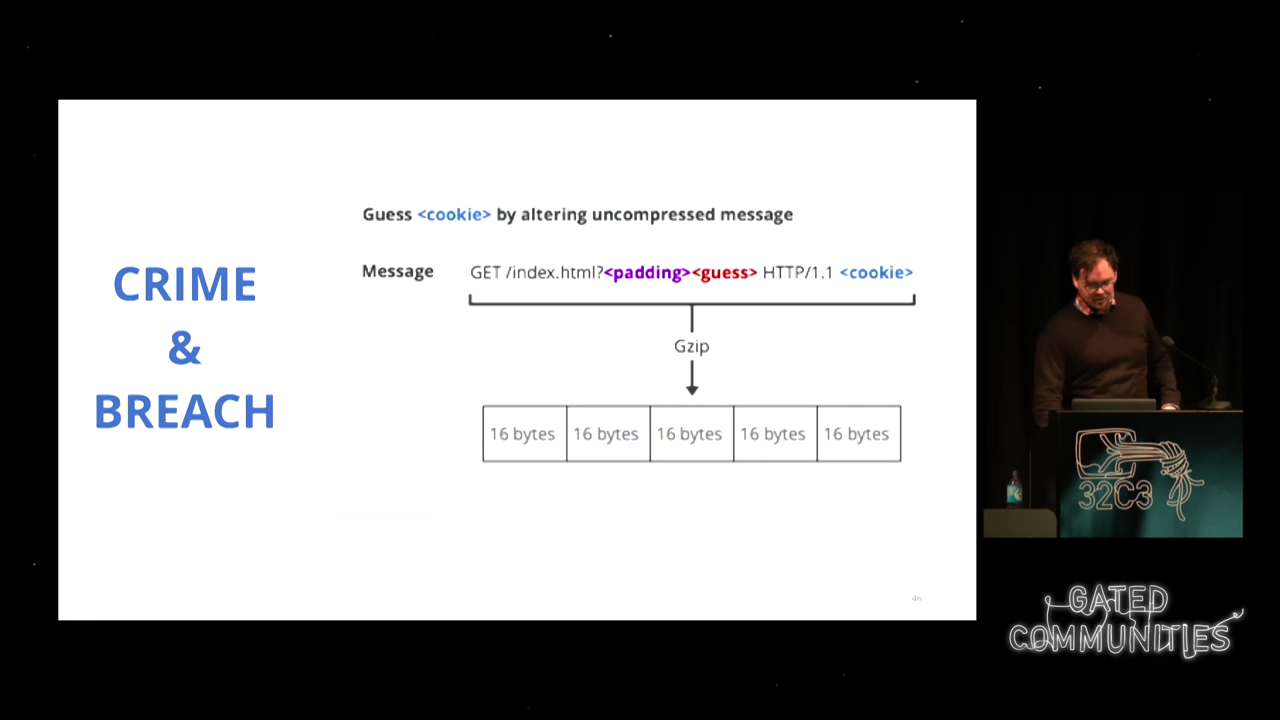 CRIME
&
BREACH
Guess <cookie> by altering uncompressed message
Message GET /index.html?<padding><guess> HTTP/1.1 <cookie>
Gzip
16 bytes 16 bytes 16 bytes 16 bytes 16 bytes
46
32C3
GATED
COMMUNITIES